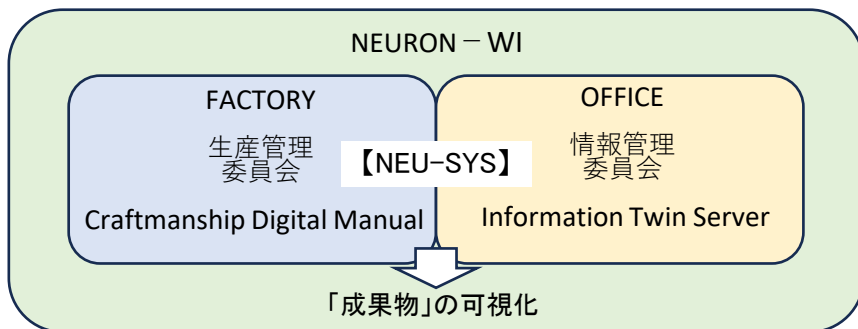 NEURON－WI
FACTORY
生産管理
委員会
Craftmanship Digital Manual
【NEU-SYS】
OFFICE
情報管理
委員会
Information Twin Server
「成果物」の可視化